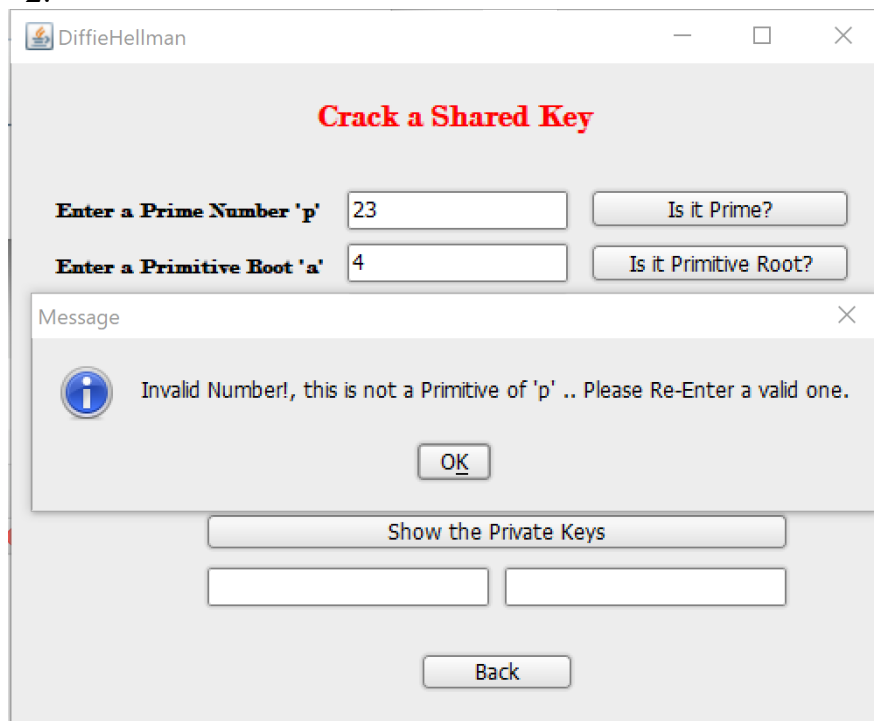 2.
DiffieHellman
Crack a Shared Key
Enter a Prime Number 'p' 23 Is it Prime?
Enter a Primitive Root 'a' 4 Is it Primitive Root?
Message
Invalid Number!, this is not a Primitive of 'p' .. Please Re-Enter a valid one.
OK
Show the Private Keys
Back